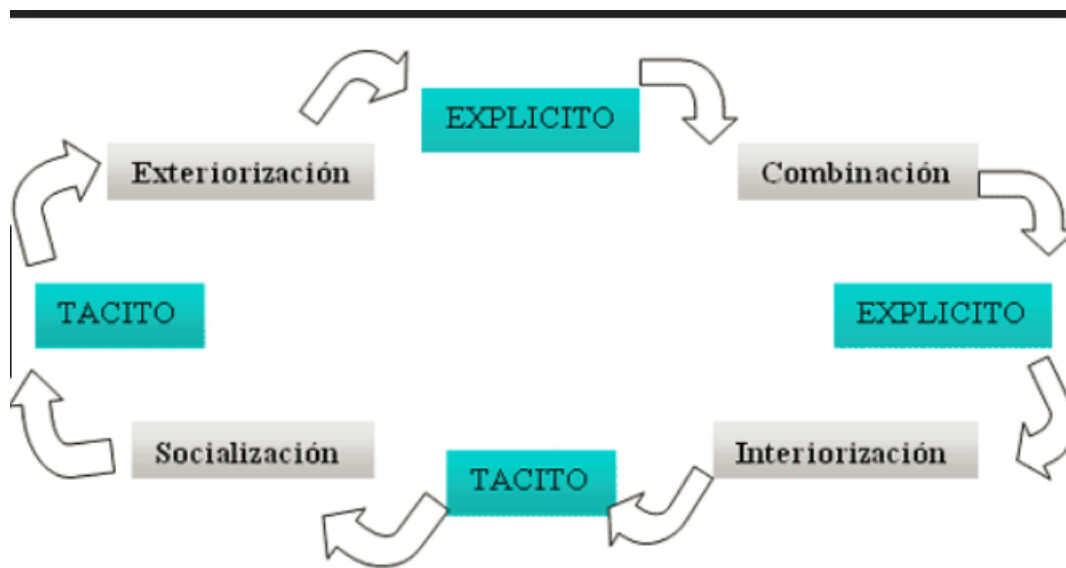 EXPLICITO
Exteriorización
Combinación
TACITO
EXPLICITO
Socialización
TACITO
Interiorización